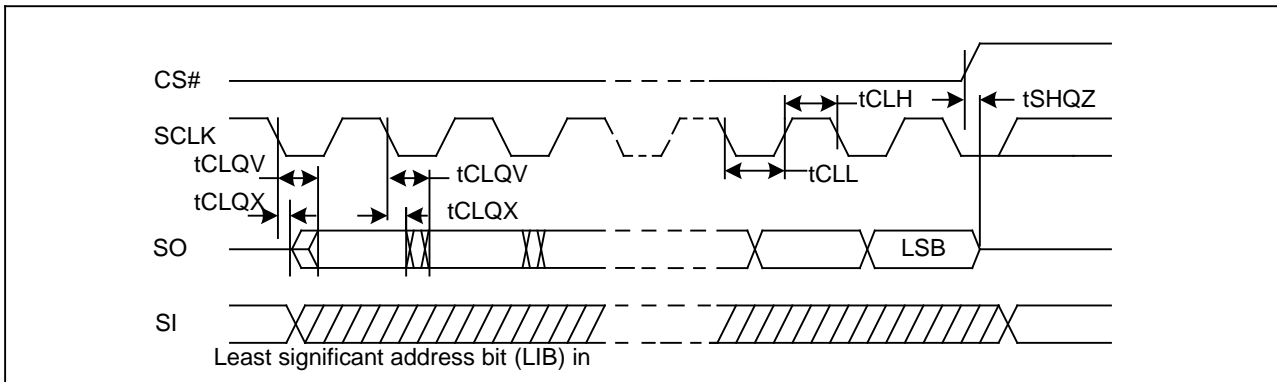 CS#
tCLH
tSHQZ
SCLK
tCLQV
tCLQV
tCLL
tCLQX
tCLQX
SO
LSB
SI
Least significant address bit (LIB) in